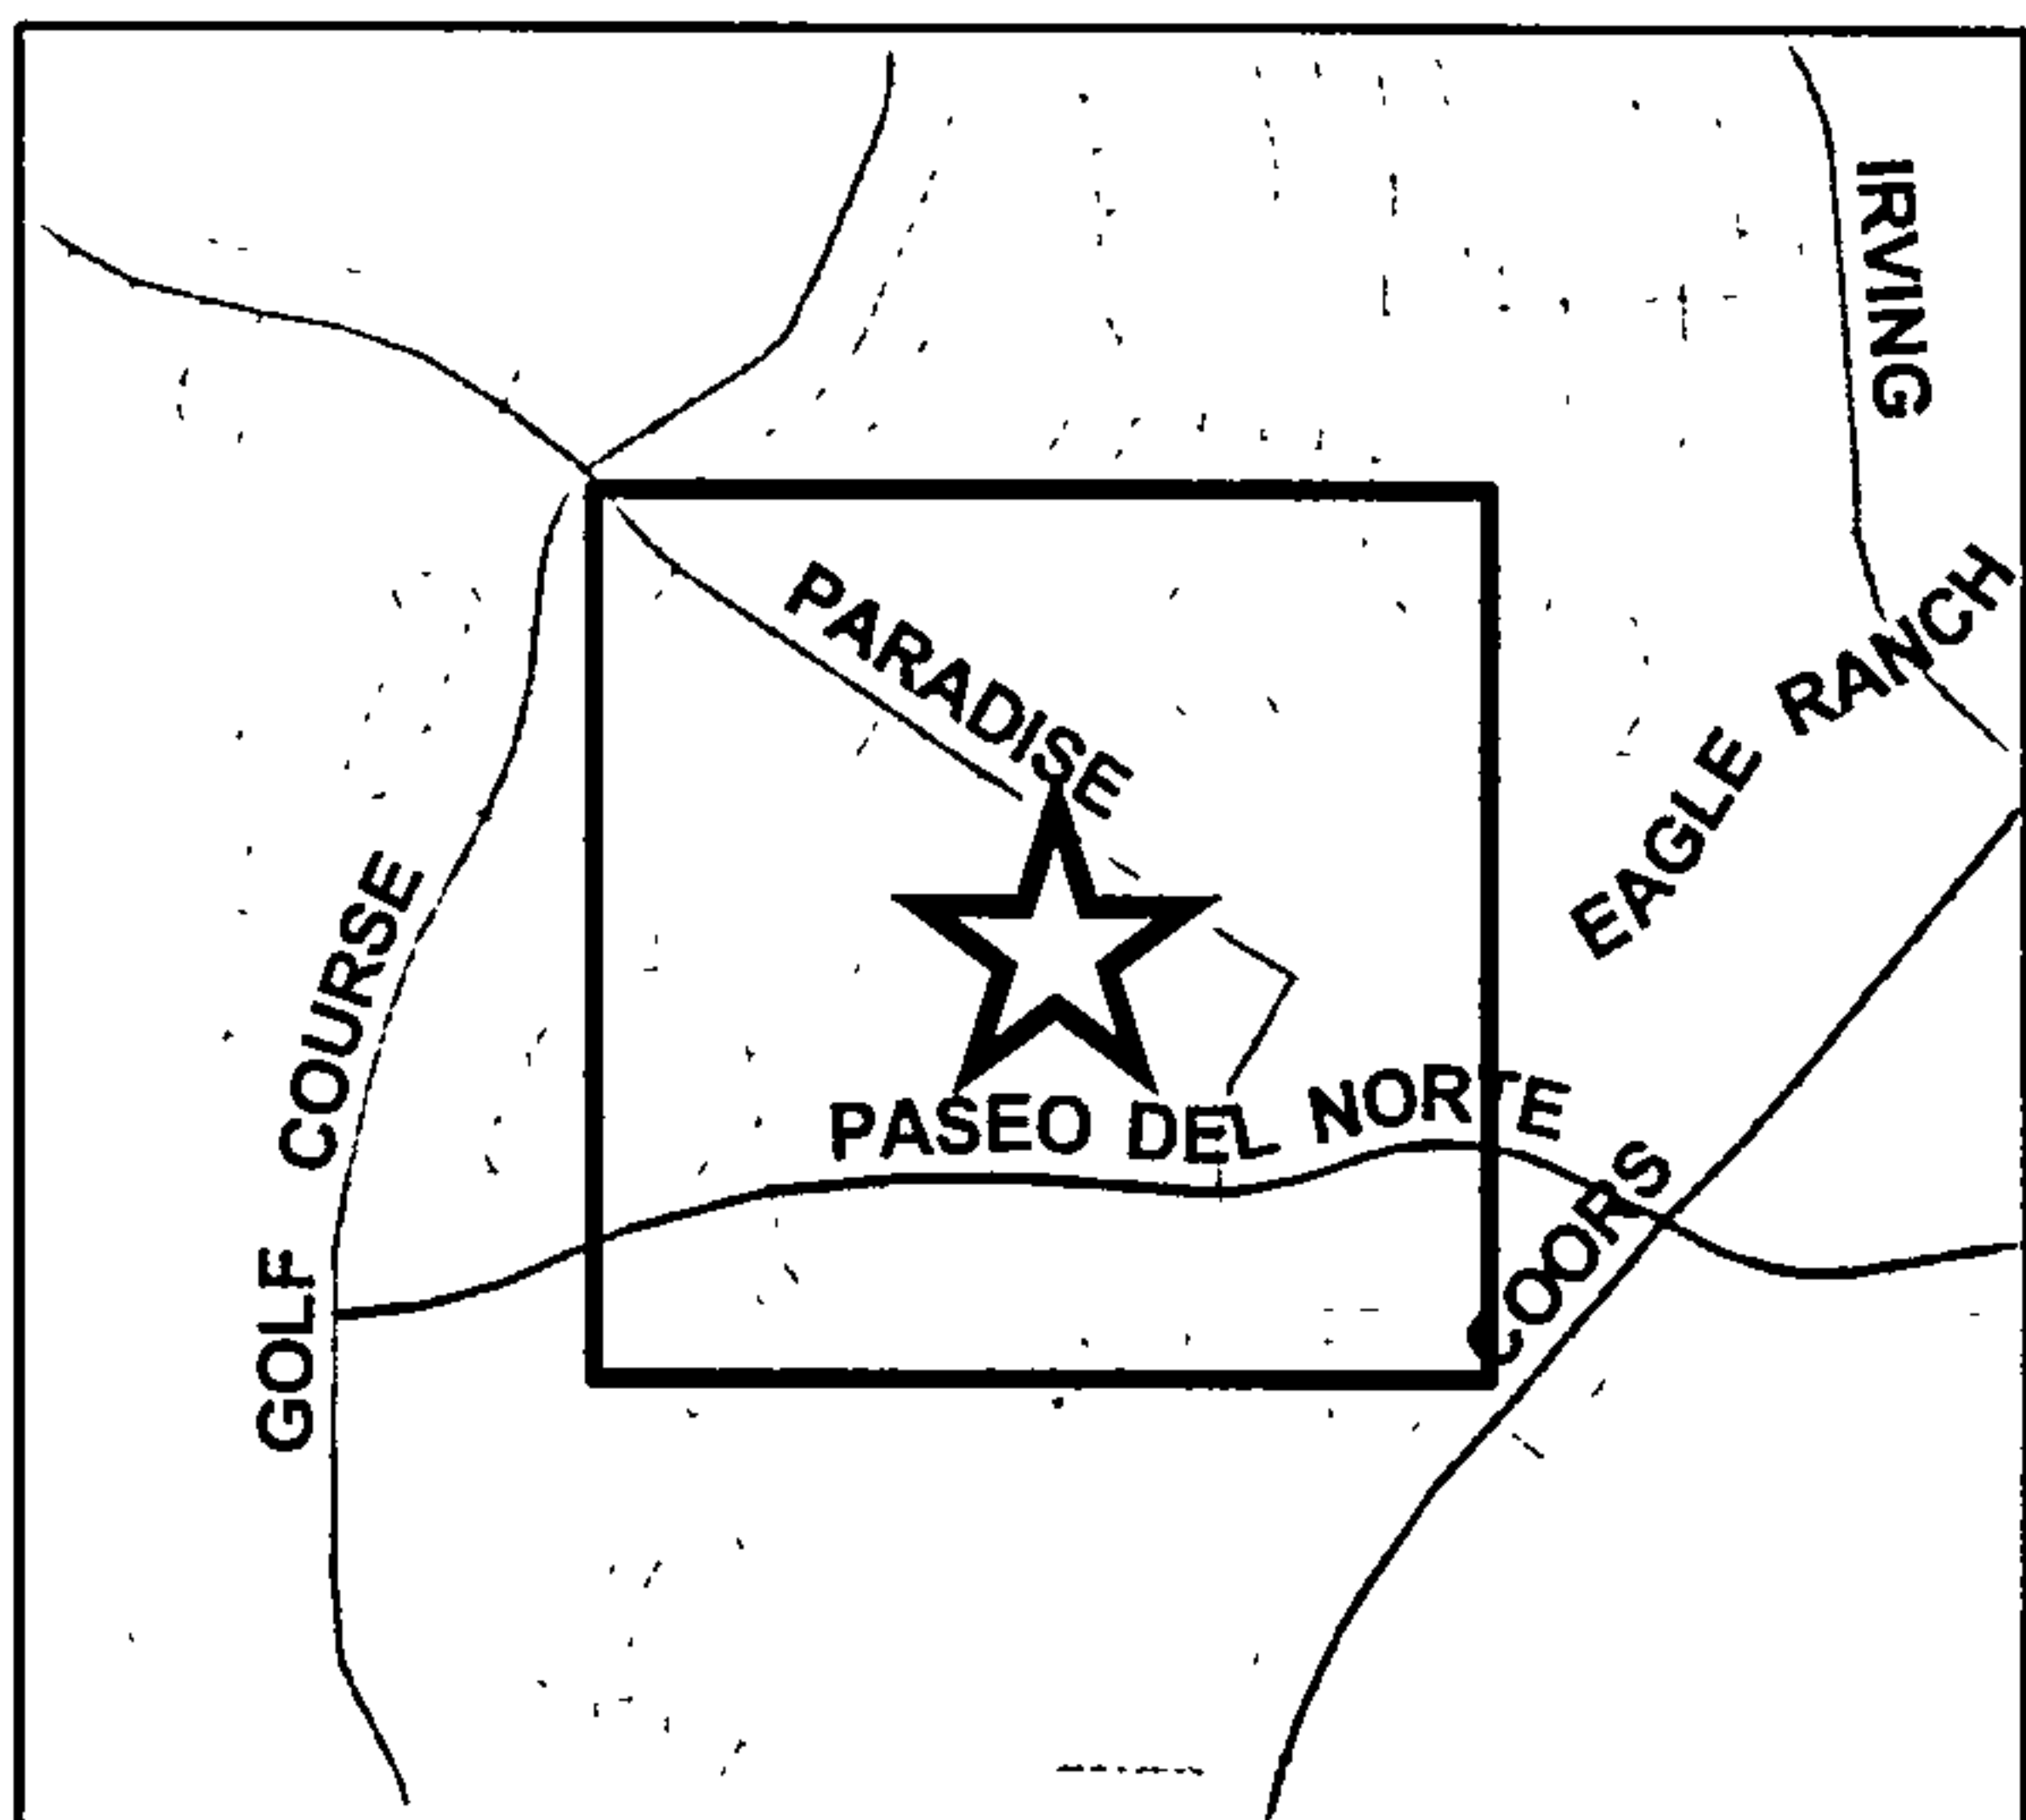 IRVING
PARADISE
EAGLE RANCH
GOLF COURSE
PASEO DEL NORTE
COORS